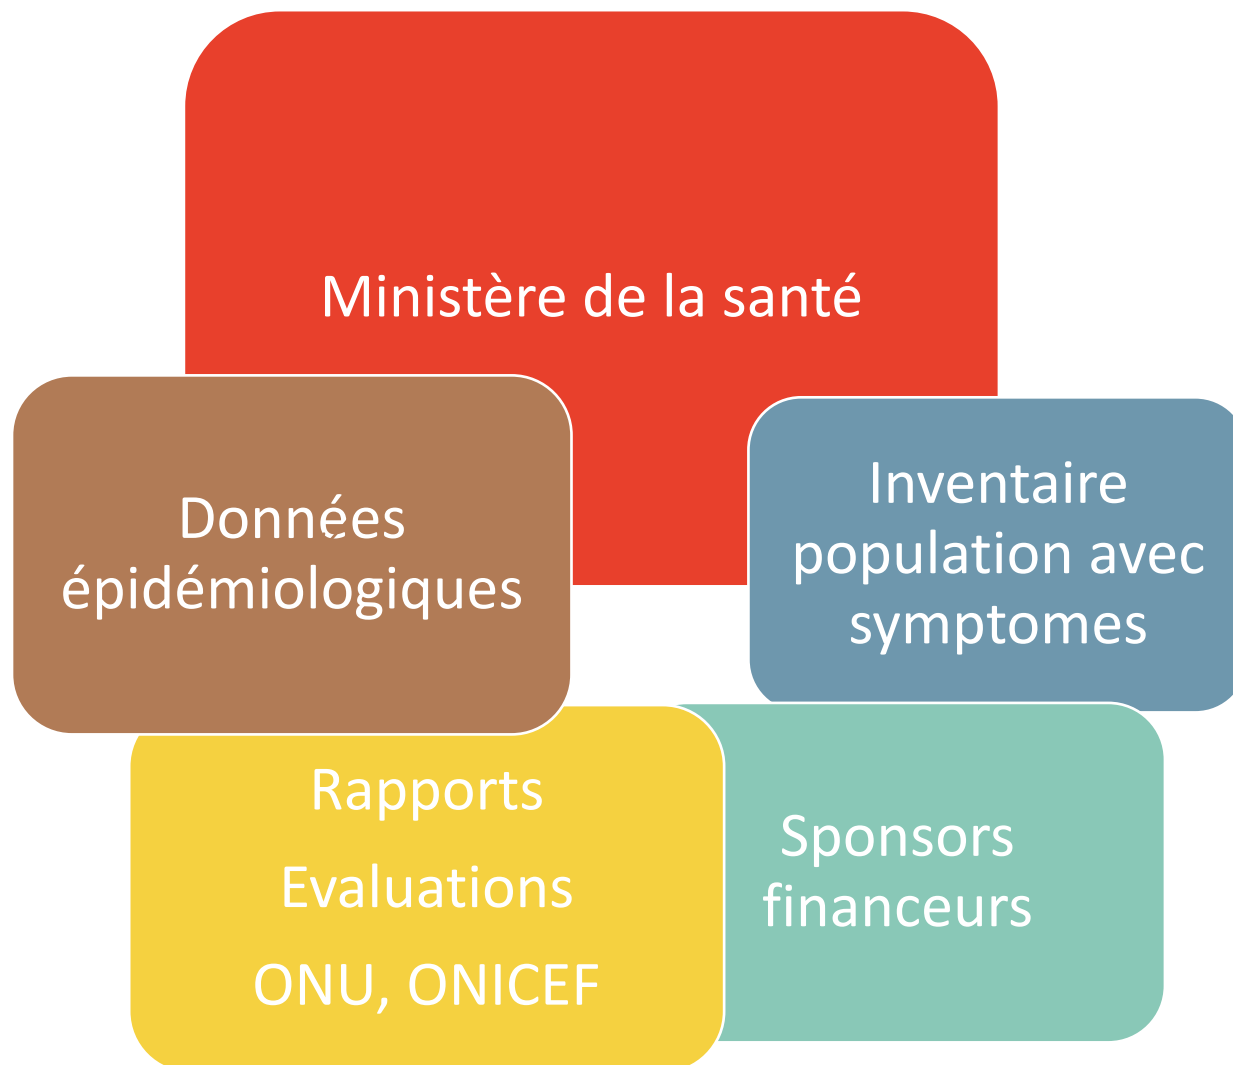 Ministère de la santé
Données
épidémiologiques
Inventaire
population avec
symptomes
Rapports
Evaluations
ONU, ONICEF
Sponsors
financeurs